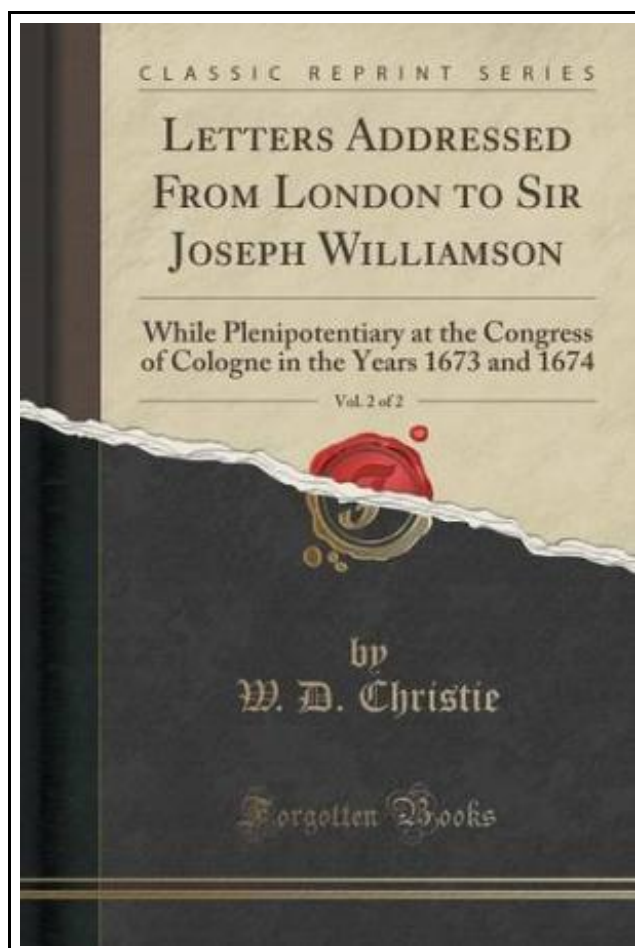 CLASSIC REPRINT SERIES
LETTERS ADDRESSED
FROM LONDON TO SIR
JOSEPH WILLIAMSON
While Plenipotentiary at the Congress
of Cologne in the Years 1673 and 1674
Vol. 2 of 2
by
W. D. Christie
Forgotten Books